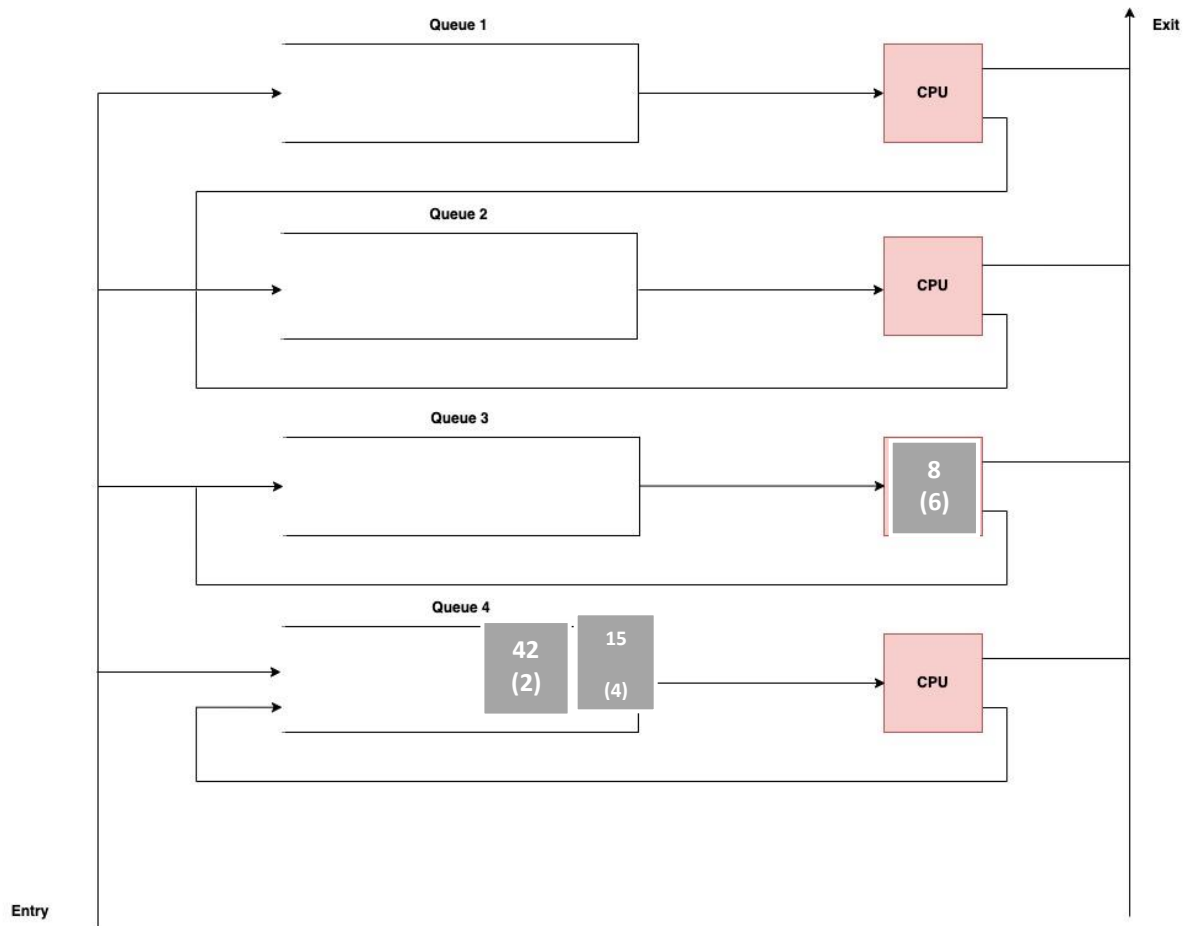 Queue 1
Exit
CPU
Queue 2
CPU
Queue 3
8
(6)
Queue 4
42
(2)
15
(4)
CPU
Entry